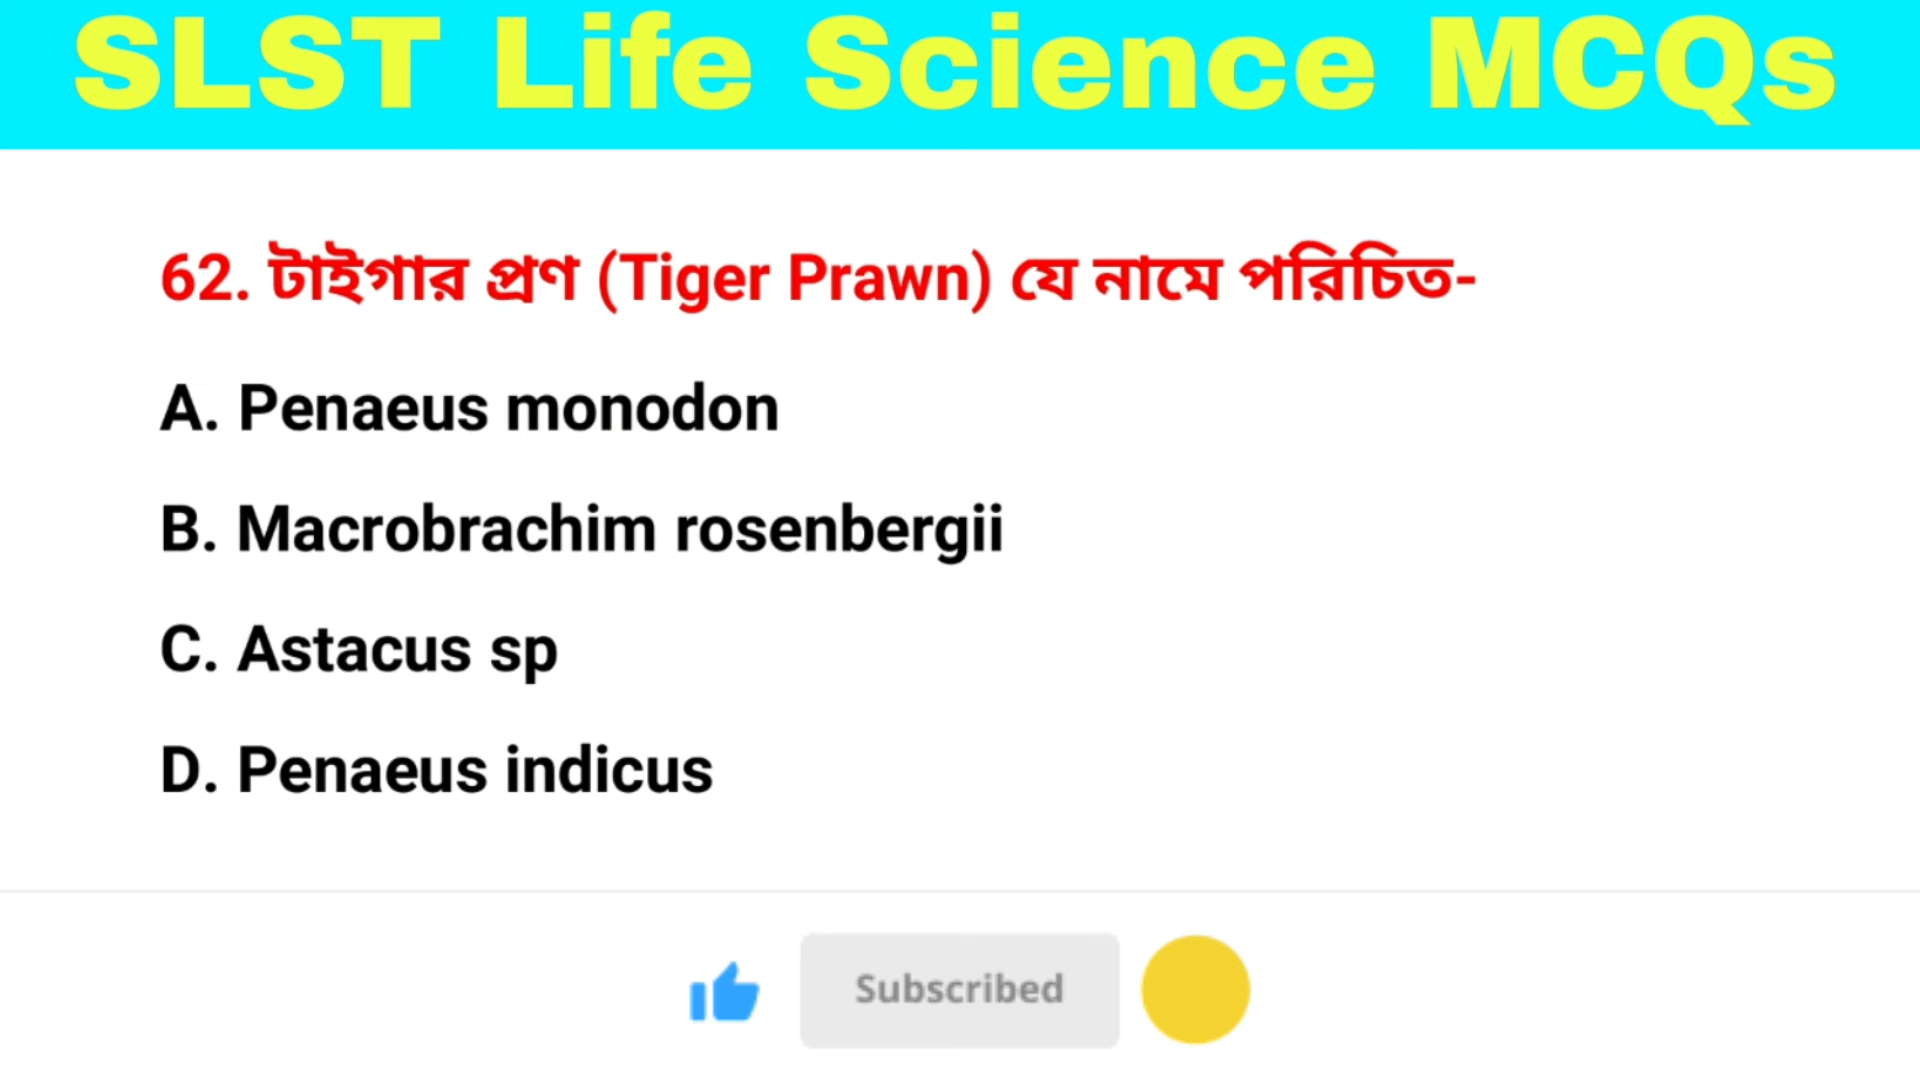 SLST Life Science MCQs
62. টাইগার প্রণ (Tiger Prawn) যে নামে পরিচিত-
A. Penaeus monodon
B. Macrobrachim rosenbergii
C. Astacus sp
D. Penaeus indicus
Subscribed